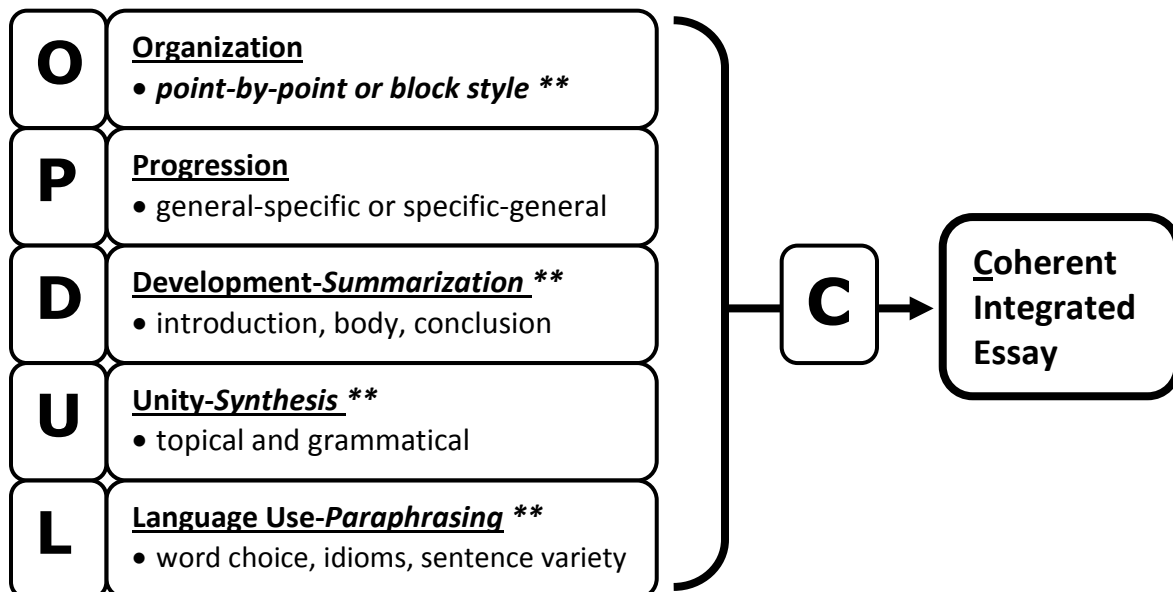 O
Organization
• point-by-point or block style **
P
Progression
• general-specific or specific-general
D
Development-Summarization **
• introduction, body, conclusion
U
Unity-Synthesis **
• topical and grammatical
L
Language Use-Paraphrasing **
• word choice, idioms, sentence variety
C
Coherent
Integrated
Essay